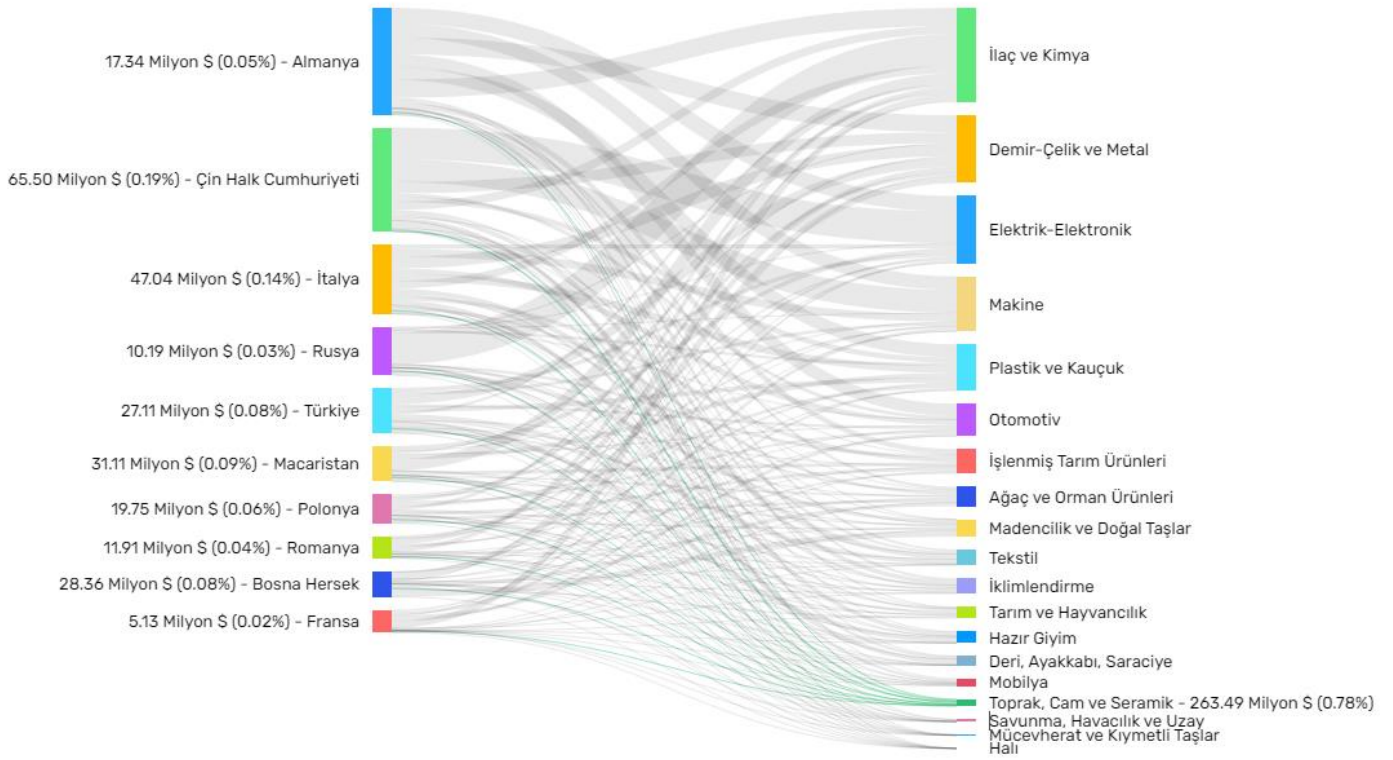 17.34 Milyon $ (0.05%) - Almanya
65.50 Milyon $ (0.19%) - Çin Halk Cumhuriyeti
47.04 Milyon $ (0.14%) - İtalya
10.19 Milyon $ (0.03%) - Rusya
27.11 Milyon $ (0.08%) - Türkiye
31.11 Milyon $ (0.09%) - Macaristan
19.75 Milyon $ (0.06%) - Polonya
11.91 Milyon $ (0.04%) - Romanya
28.36 Milyon $ (0.08%) - Bosna Hersek
5.13 Milyon $ (0.02%) - Fransa
İlaç ve Kimya
Demir-Çelik ve Metal
Elektrik-Elektronik
Makine
Plastik ve Kauçuk
Otomotiv
İşlenmiş Tarım Ürünleri
Ağaç ve Orman Ürünleri
Madencilik ve Doğal Taşlar
Tekstil
İklimlendirme
Tarım ve Hayvancılık
Hazır Giyim
Deri, Ayakkabı, Saraciye
Mobilya
Toprak, Cam ve Seramik - 263.49 Milyon $ (0.78%)
Savunma, Havacılık ve Uzay
Mücevherat ve Kıymetli Taşlar
Halı